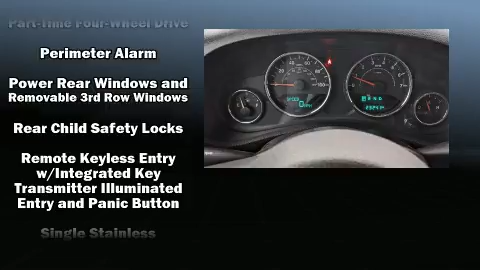 Part-Time Four-Wheel Drive
Perimeter Alarm
Power Rear Windows and
Removable 3rd Row Windows
Rear Child Safety Locks
Remote Keyless Entry
w/Integrated Key
Transmitter Illuminated
Entry and Panic Button
Single Stainless